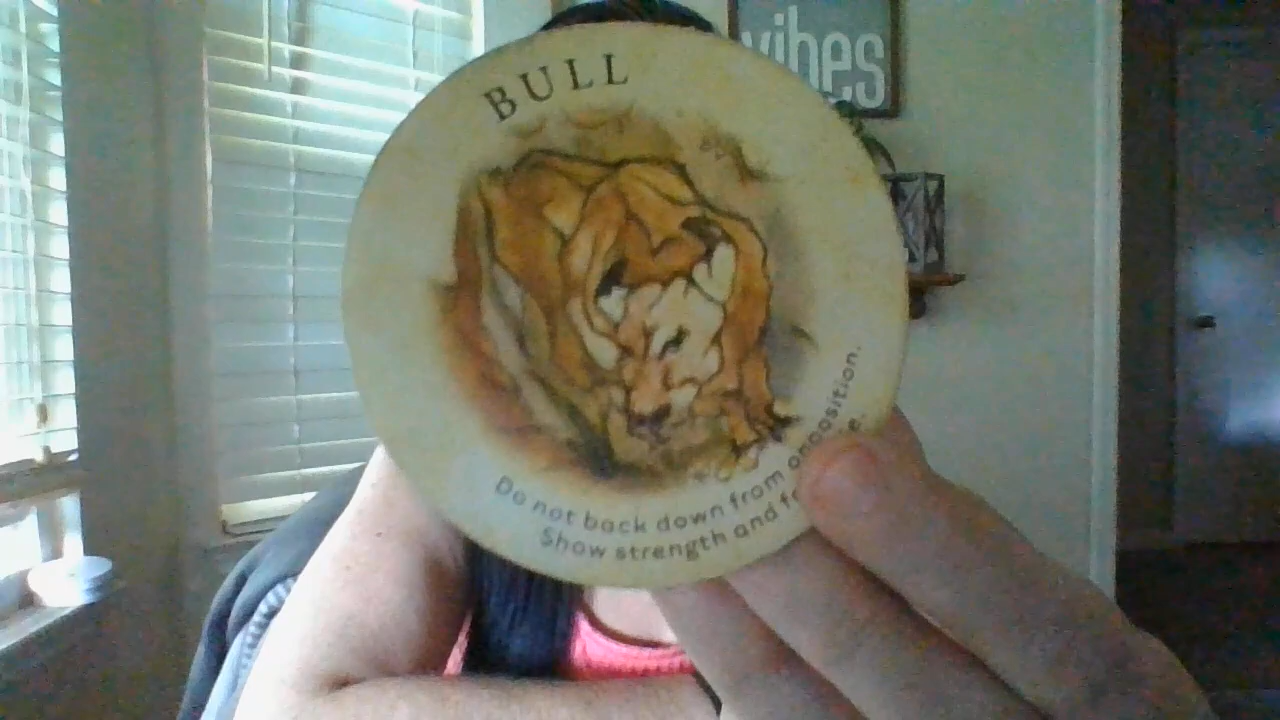 vibes
BULL
Do not back down from opposition.
Show strength and